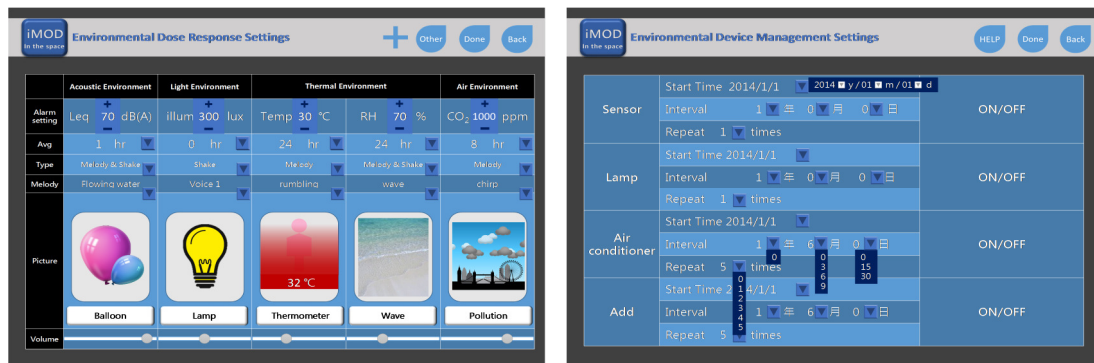 iMOD
In the space
Environmental Dose Response Settings
Other
Done
Back
Acoustic Environment
Light Environment
Thermal Environment
Air Environment
Alarm setting
Leq 70 dB(A)
illum 300 lux
Temp 30 ℃
RH 70 %
CO2 1000 ppm
Avg
1 hr
0 hr
24 hr
24 hr
8 hr
Type
Melody & Shake
Shake
Melody
Melody & Shake
Melody
Melody
Flowing water
Voice 1
rumbling
wave
chirp
Picture
32 ℃
Balloon
Lamp
Thermometer
Wave
Pollution
Volume
iMOD
In the space
Environmental Device Management Settings
HELP
Done
Back
Sensor
Start Time 2014/1/1
2014 y / 01 m / 01 d
Interval 1 年 0 月 0 日
Repeat 1 times
ON/OFF
Lamp
Start Time 2014/1/1
Interval 1 年 0 月 0 日
Repeat 1 times
ON/OFF
Air conditioner
Start Time 2014/1/1
Interval 1 年 6 月 0 日
0
0
3
6
9
0
15
30
Repeat 5 times
0
1
2
3
4
5
ON/OFF
Add
Start Time 2 4/1/1
Interval 1 年 6 月 0 日
Repeat 5 times
ON/OFF